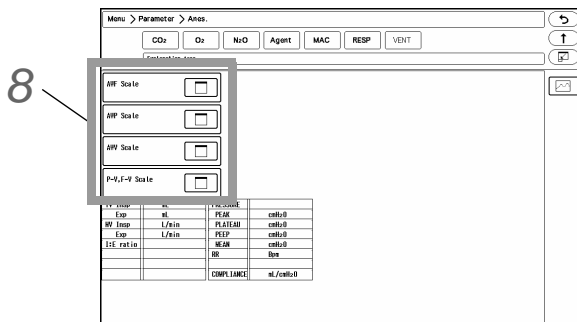 Menu > Parameter > Anes.
CO₂ O₂ N₂O Agent MAC RESP VENT
8
AWF Scale
AWP Scale
AWV Scale
P-V,F-V Scale
Insp mL
Exp mL PEAK cmH₂O
MV Insp L/min PLATEAU cmH₂O
Exp L/min PEEP cmH₂O
I:E ratio MEAN cmH₂O
RR Bpm
COMPLIANCE mL/cmH₂O